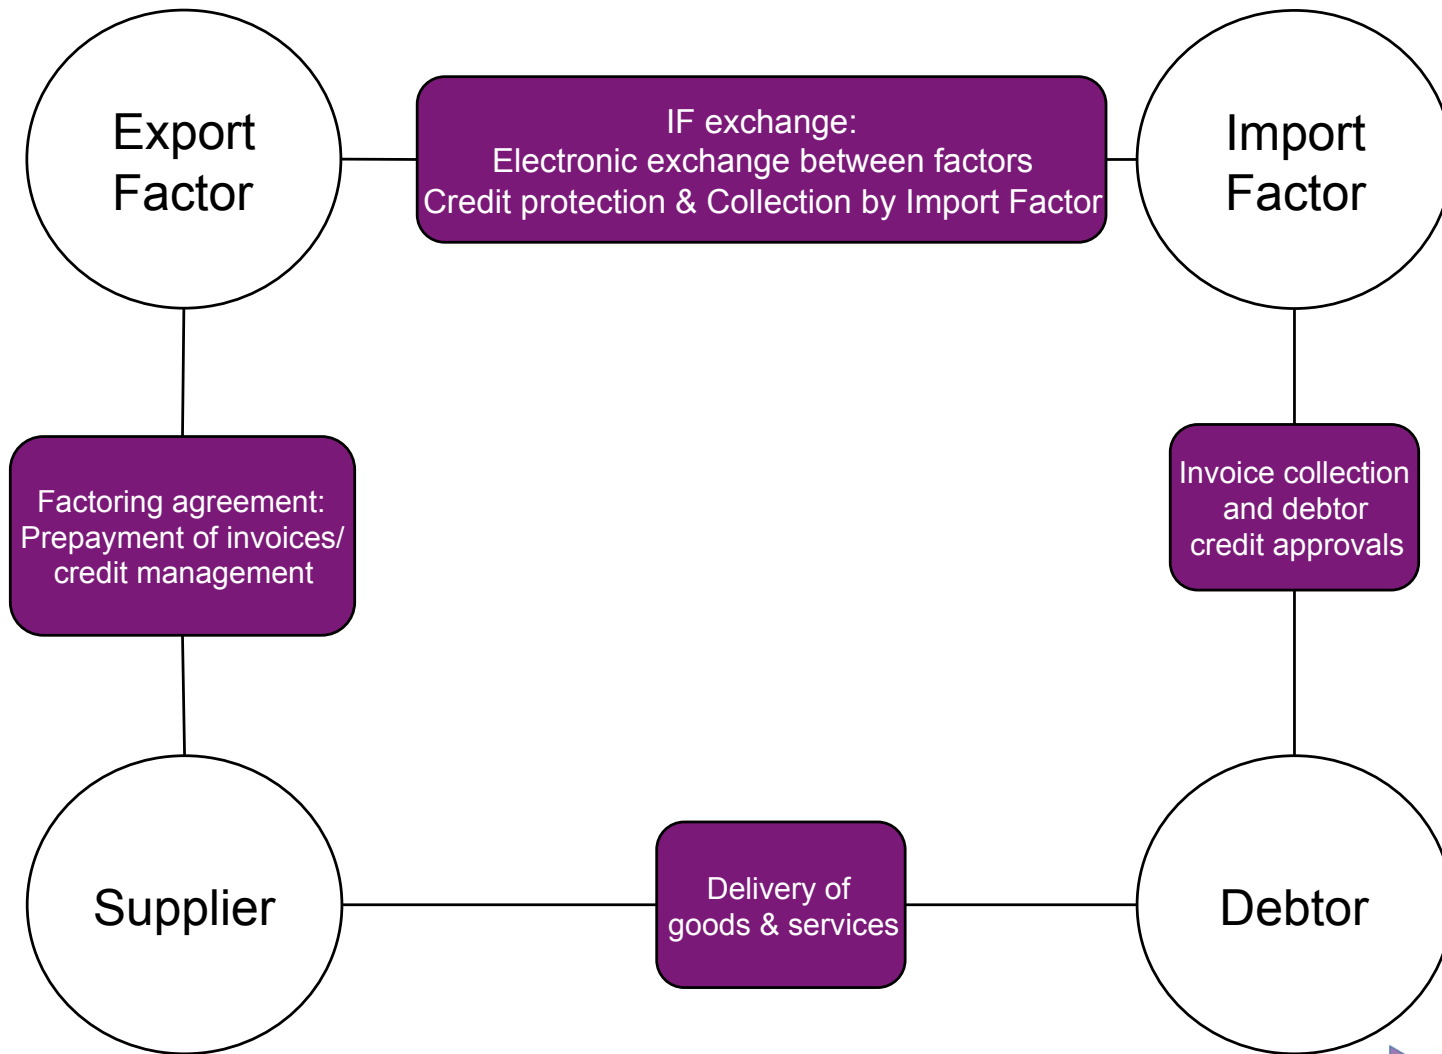 Export
Factor
IF exchange:
Electronic exchange between factors
Credit protection & Collection by Import Factor
Import
Factor
Factoring agreement:
Prepayment of invoices/
credit management
Invoice collection
and debtor
credit approvals
Supplier
Delivery of
goods & services
Debtor